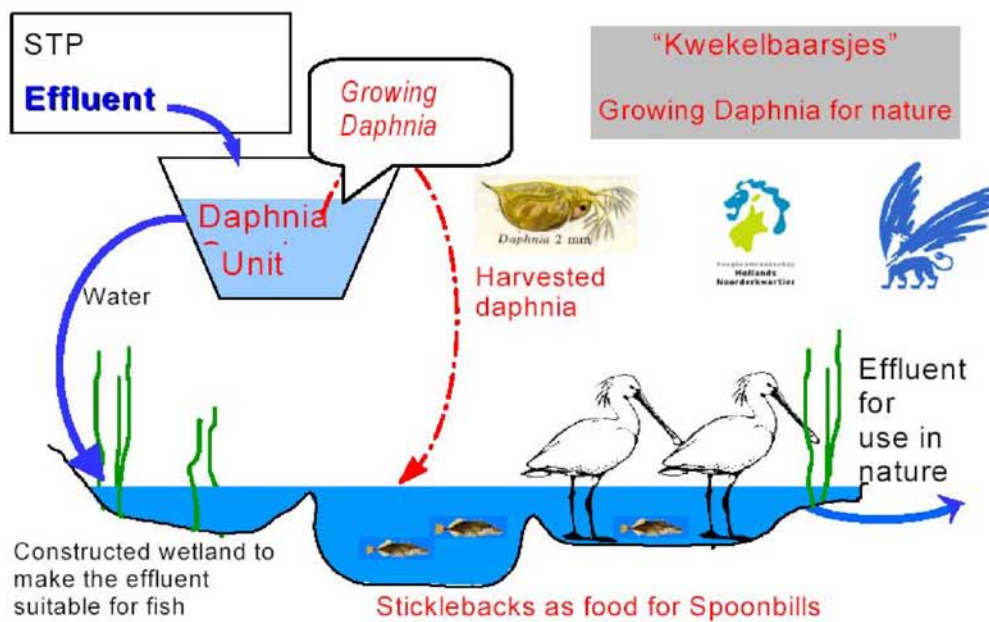 STP
Effluent
Growing
Daphnia
"Kwekelbaarsjes"
Growing Daphnia for nature
Daphnia
Unit
Water
Daphnia 2 mm
Harvested
daphnia
Hollands
Noorderkwartier
Effluent
for
use in
nature
Constructed wetland to
make the effluent
suitable for fish
Sticklebacks as food for Spoonbills